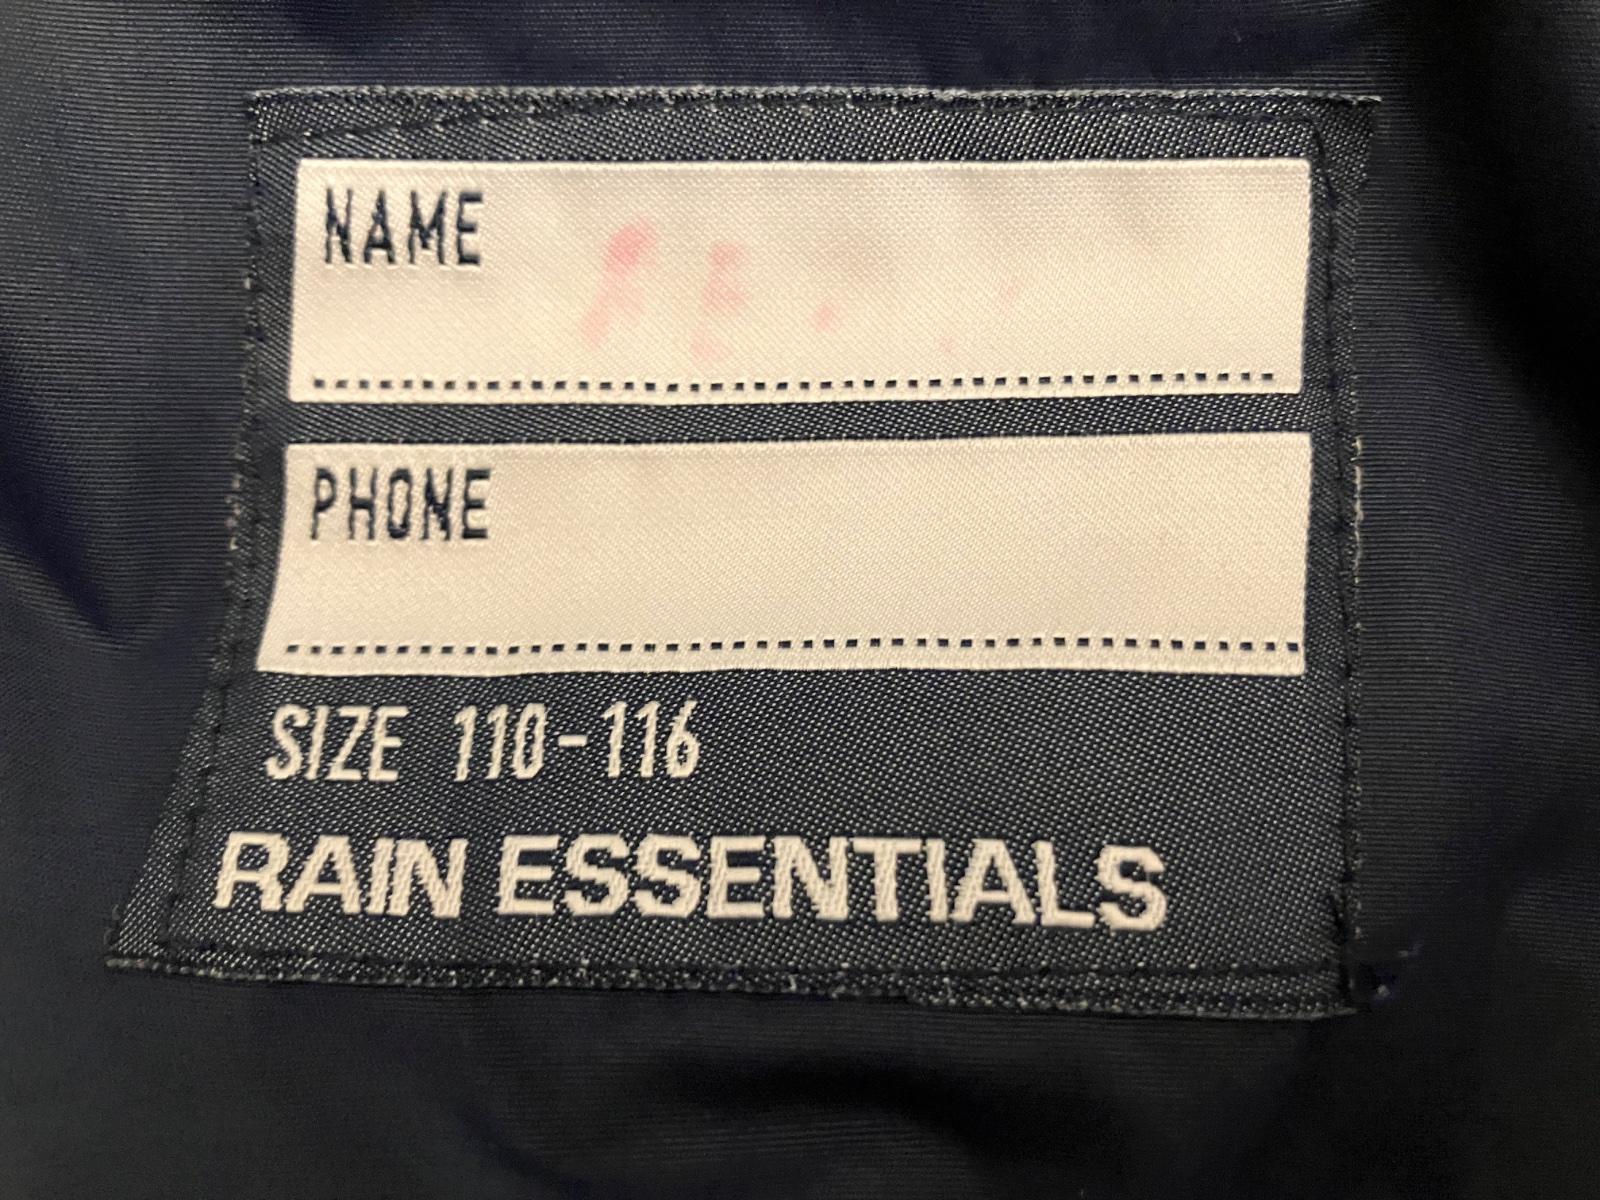 NAME
PHONE
SIZE 110-116
RAIN ESSENTIALS